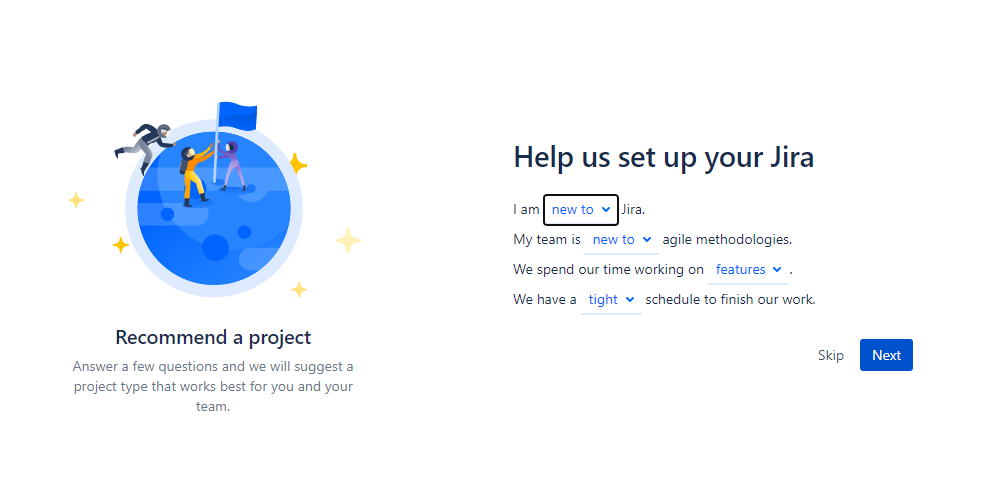 Help us set up your Jira
I am new to Jira.
My team is new to agile methodologies.
We spend our time working on features .
We have a tight schedule to finish our work.
Skip Next
Recommend a project
Answer a few questions and we will suggest a
project type that works best for you and your
team.